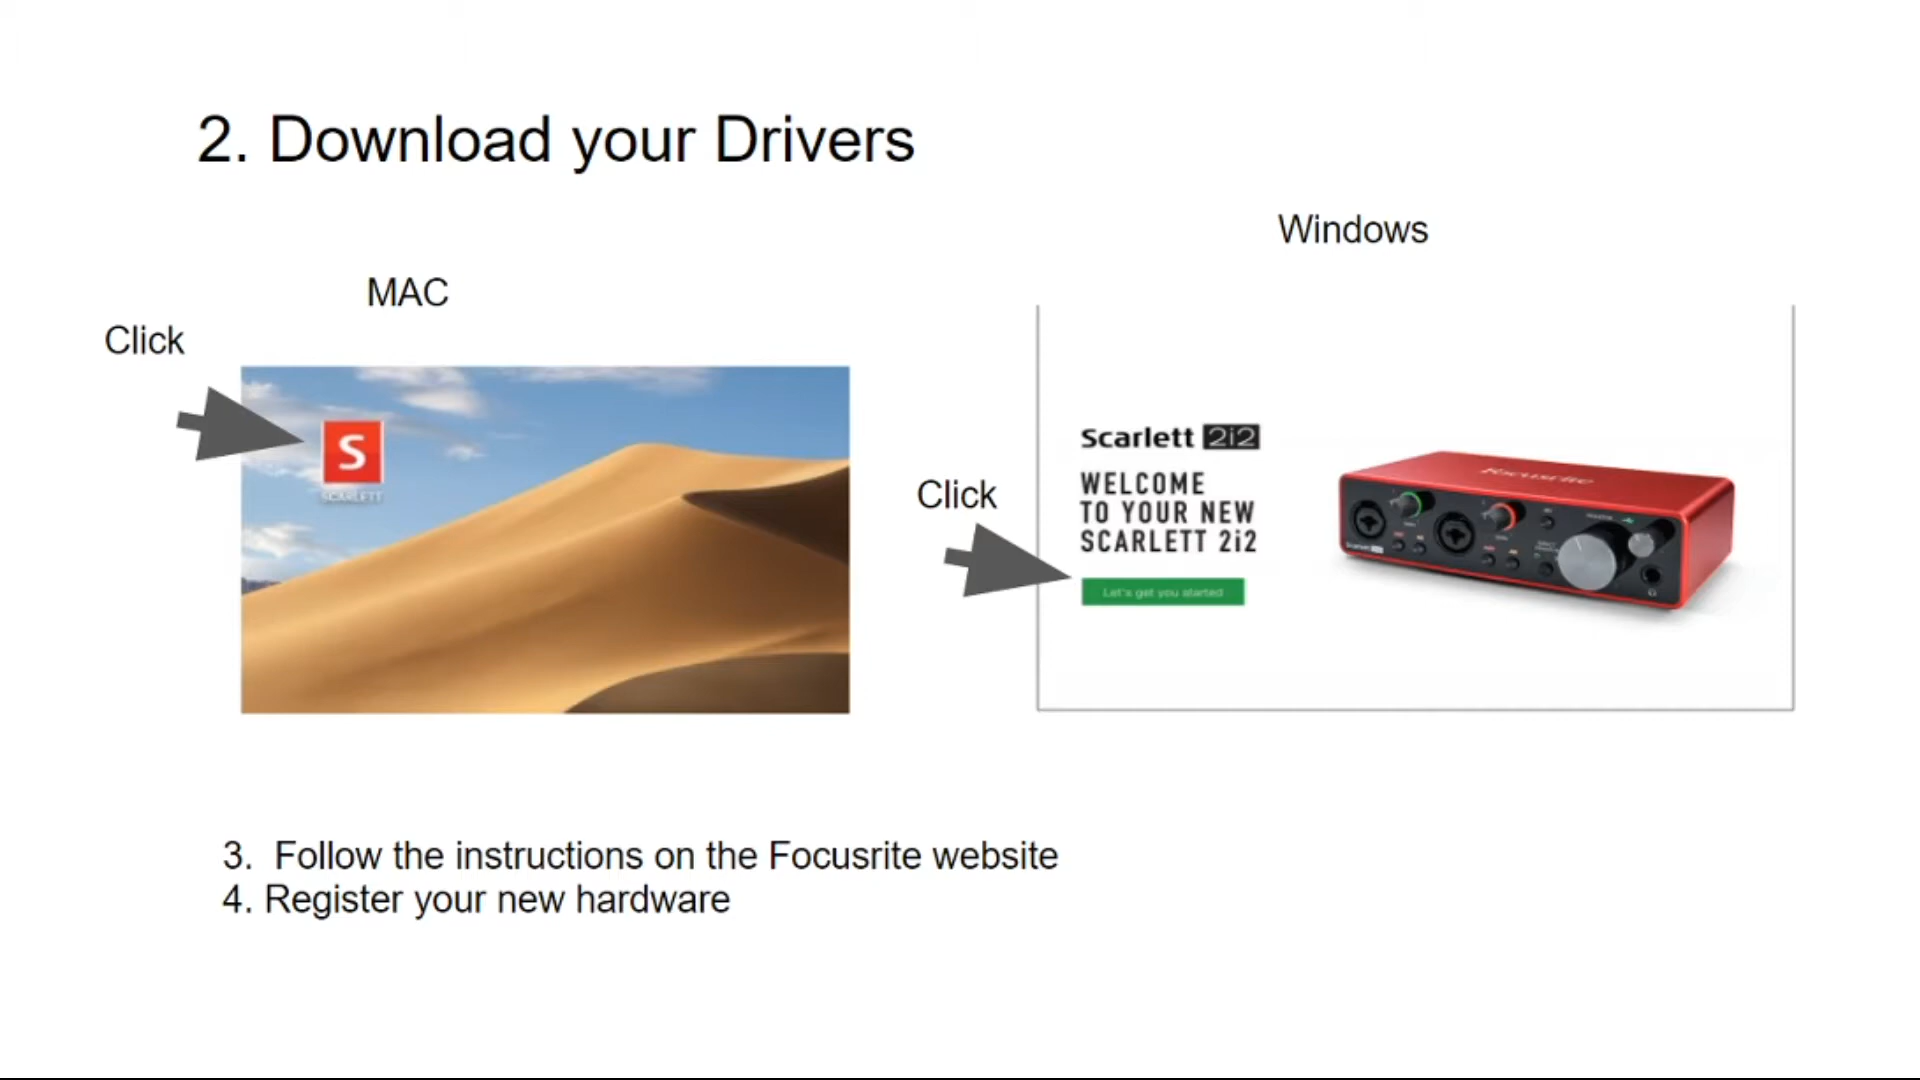 2. Download your Drivers
Windows
MAC
Click
S
SCARLETT
Click
Scarlett 2i2
WELCOME
TO YOUR NEW
SCARLETT 2i2
Let's get you started
Focusrite
3. Follow the instructions on the Focusrite website
4. Register your new hardware